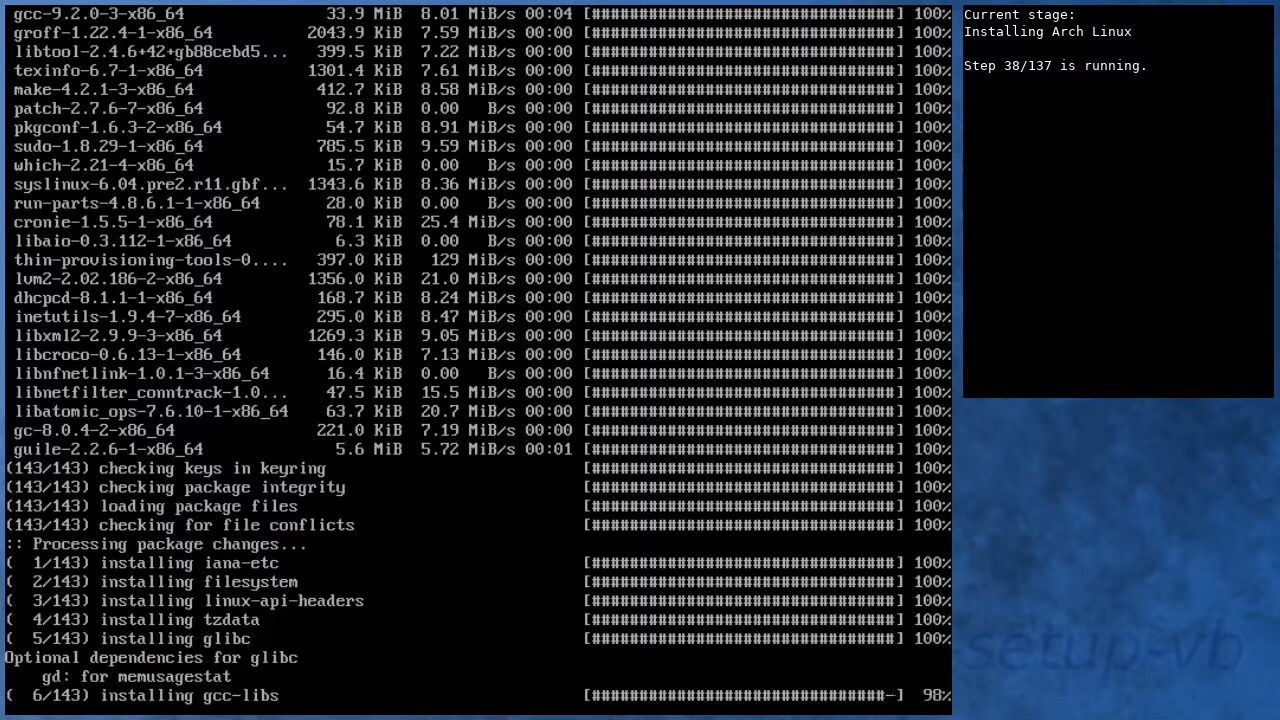 gcc-9.2.0-3-x86_64 33.9 MiB 8.01 MiB/s 00:04 [################################] 100%
groff-1.22.4-1-x86_64 2043.9 KiB 7.59 MiB/s 00:00 [################################] 100%
libtool-2.4.6+42+gb88cebd5... 399.5 KiB 7.22 MiB/s 00:00 [################################] 100%
texinfo-6.7-1-x86_64 1301.4 KiB 7.61 MiB/s 00:00 [################################] 100%
make-4.2.1-3-x86_64 412.7 KiB 8.58 MiB/s 00:00 [################################] 100%
patch-2.7.6-7-x86_64 92.8 KiB 0.00 B/s 00:00 [################################] 100%
pkgconf-1.6.3-2-x86_64 54.7 KiB 8.91 MiB/s 00:00 [################################] 100%
sudo-1.8.29-1-x86_64 785.5 KiB 9.59 MiB/s 00:00 [################################] 100%
which-2.21-4-x86_64 15.7 KiB 0.00 B/s 00:00 [################################] 100%
syslinux-6.04.pre2.r11.gbf... 1343.6 KiB 8.36 MiB/s 00:00 [################################] 100%
run-parts-4.8.6.1-1-x86_64 28.0 KiB 0.00 B/s 00:00 [################################] 100%
cronie-1.5.5-1-x86_64 78.1 KiB 25.4 MiB/s 00:00 [################################] 100%
libaio-0.3.112-1-x86_64 6.3 KiB 0.00 B/s 00:00 [################################] 100%
thin-provisioning-tools-0.... 397.0 KiB 129 MiB/s 00:00 [################################] 100%
lvm2-2.02.186-2-x86_64 1356.0 KiB 21.0 MiB/s 00:00 [################################] 100%
dhcpcd-8.1.1-1-x86_64 168.7 KiB 8.24 MiB/s 00:00 [################################] 100%
inetutils-1.9.4-7-x86_64 295.0 KiB 8.47 MiB/s 00:00 [################################] 100%
libxml2-2.9.9-3-x86_64 1269.3 KiB 9.05 MiB/s 00:00 [################################] 100%
libcroco-0.6.13-1-x86_64 146.0 KiB 7.13 MiB/s 00:00 [################################] 100%
libnfnetlink-1.0.1-3-x86_64 16.4 KiB 0.00 B/s 00:00 [################################] 100%
libnetfilter_conntrack-1.0... 47.5 KiB 15.5 MiB/s 00:00 [################################] 100%
libatomic_ops-7.6.10-1-x86_64 63.7 KiB 20.7 MiB/s 00:00 [################################] 100%
gc-8.0.4-2-x86_64 221.0 KiB 7.19 MiB/s 00:00 [################################] 100%
guile-2.2.6-1-x86_64 5.6 MiB 5.72 MiB/s 00:01 [################################] 100%
(143/143) checking keys in keyring [################################] 100%
(143/143) checking package integrity [################################] 100%
(143/143) loading package files [################################] 100%
(143/143) checking for file conflicts [################################] 100%
:: Processing package changes...
( 1/143) installing iana-etc [################################] 100%
( 2/143) installing filesystem [################################] 100%
( 3/143) installing linux-api-headers [################################] 100%
( 4/143) installing tzdata [################################] 100%
( 5/143) installing glibc [################################] 100%
Optional dependencies for glibc
gd: for memusagestat
( 6/143) installing gcc-libs [###############################-] 98%
Current stage:
Installing Arch Linux
Step 38/137 is running.
setup-vb